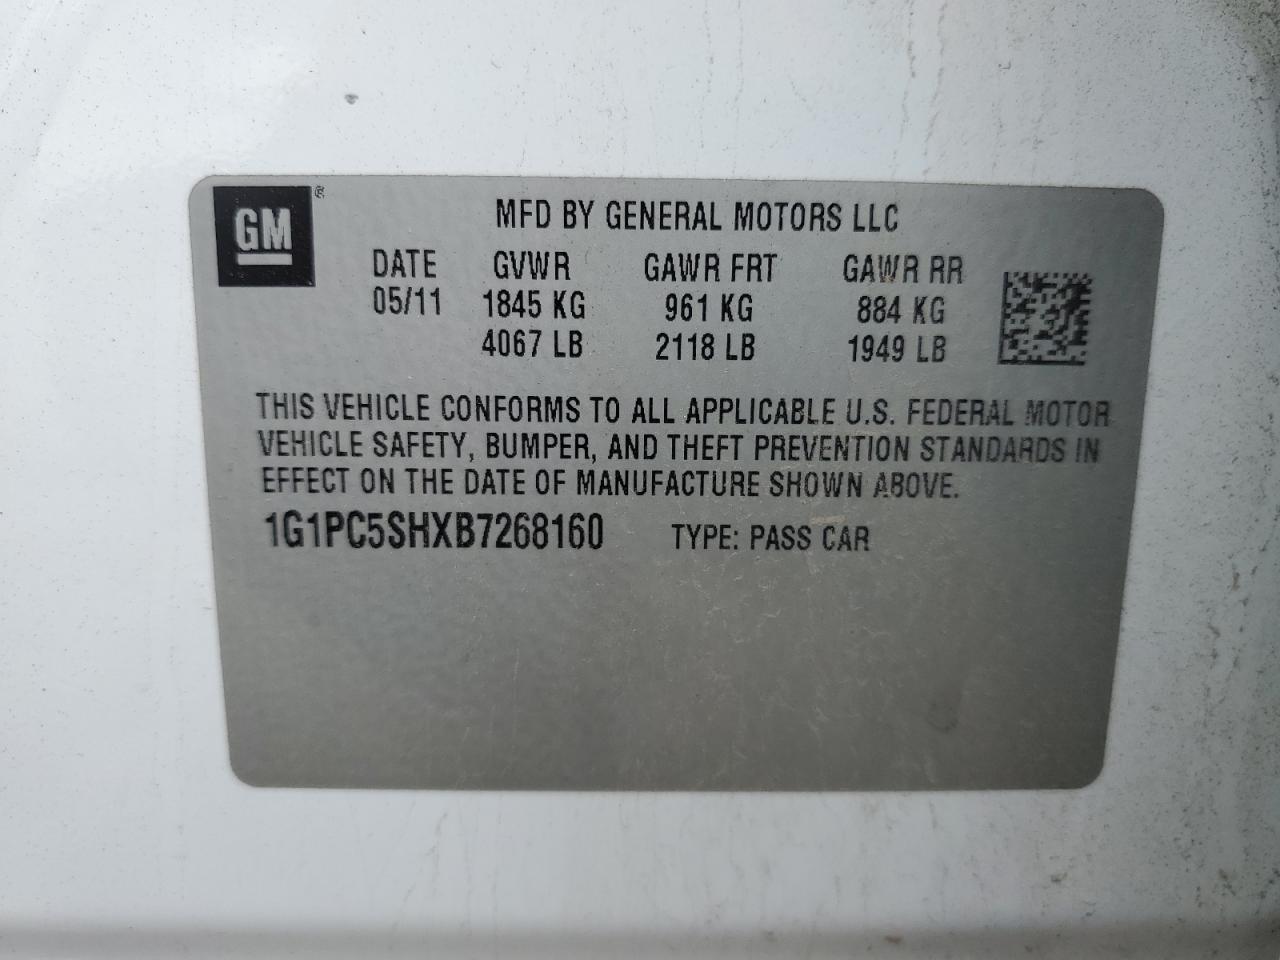 GM®
MFD BY GENERAL MOTORS LLC
DATE GVWR GAWR FRT GAWR RR
05/11 1845 KG 961 KG 884 KG
4067 LB 2118 LB 1949 LB
THIS VEHICLE CONFORMS TO ALL APPLICABLE U.S. FEDERAL MOTOR
VEHICLE SAFETY, BUMPER, AND THEFT PREVENTION STANDARDS IN
EFFECT ON THE DATE OF MANUFACTURE SHOWN ABOVE.
1G1PC5SHXB7268160 TYPE: PASS CAR